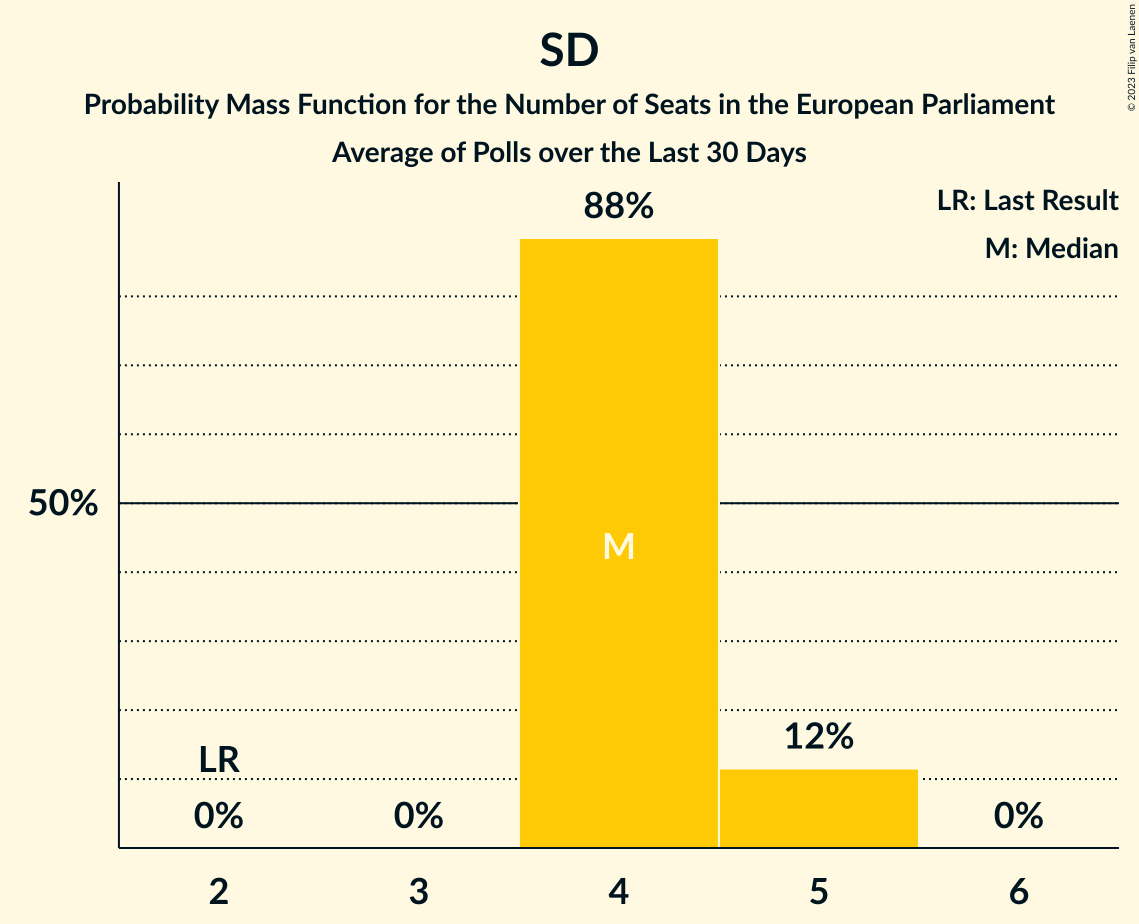 SD
Probability Mass Function for the Number of Seats in the European Parliament
Average of Polls over the Last 30 Days
© 2023 Filip van Laenen
LR: Last Result
M: Median
88%
50%
M
12%
LR
0%
0%
0%
2
3
4
5
6